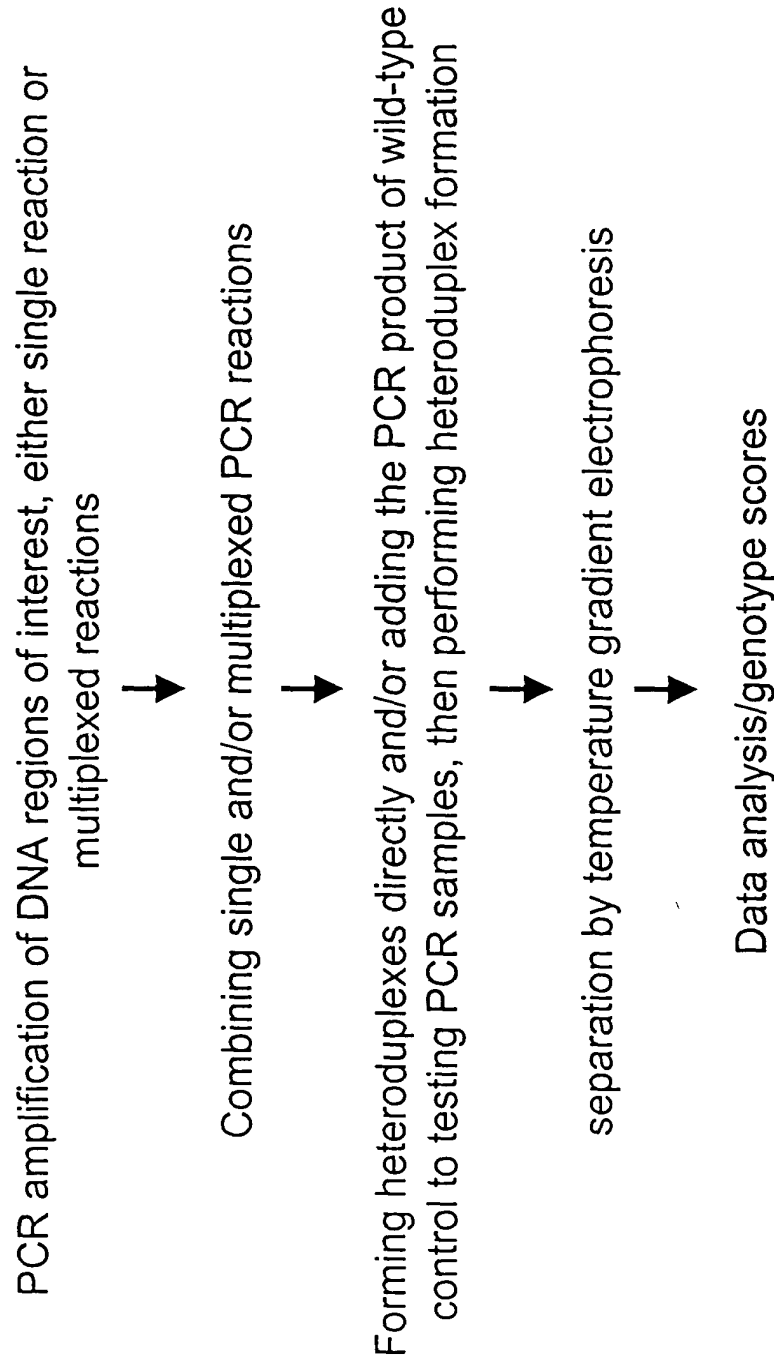 PCR amplification of DNA regions of interest, either single reaction or
multiplexed reactions
Combining single and/or multiplexed PCR reactions
Forming heteroduplexes directly and/or adding the PCR product of wild-type
control to testing PCR samples, then performing heteroduplex formation
separation by temperature gradient electrophoresis
Data analysis/genotype scores